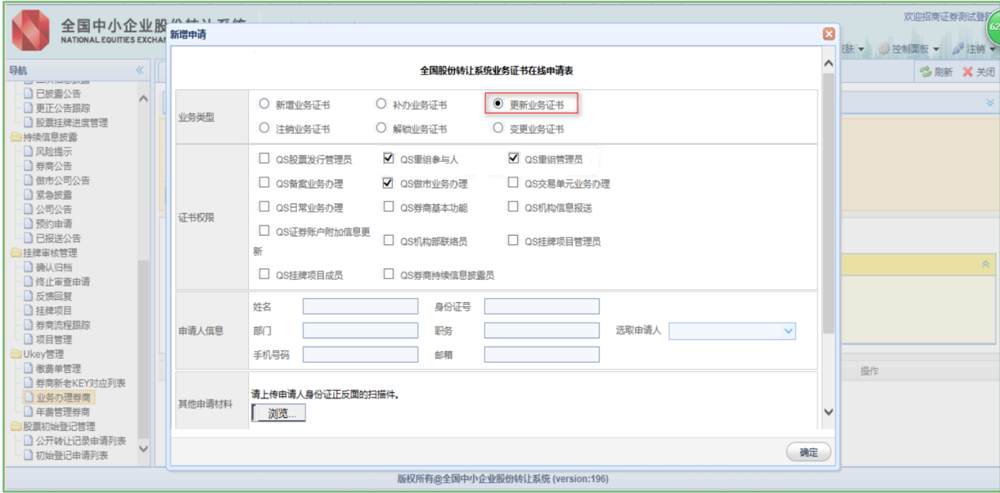 全国中小企业股份转让系统
NATIONAL EQUITIES EXCHAN
欢迎招商证券测试登陆
62
肤
控制面板
注销
导航
刷新 关闭
已披露公告
更正公告跟踪
股票挂牌进度管理
持续信息披露
风险提示
券商公告
做市公司公告
紧急披露
公司公告
预约申请
已报送公告
挂牌审核管理
确认归档
终止审查申请
反馈回复
挂牌项目
券商流程跟踪
项目管理
Ukey管理
缴费单管理
券商新老KEY对应列表
业务办理券商
年费管理券商
股票初始登记管理
公开转让记录申请列表
初始登记申请列表
新增申请
全国股份转让系统业务证书在线申请表
业务类型
新增业务证书 补办业务证书 更新业务证书
注销业务证书 解锁业务证书 变更业务证书
证书权限
QS股票发行管理员 QS重组参与人 QS重组管理员
QS备案业务办理 QS做市业务办理 QS交易单元业务办理
QS日常业务办理 QS券商基本功能 QS机构信息报送
QS证券账户附加信息更
新
QS机构部联络员 QS挂牌项目管理员
QS挂牌项目成员 QS券商持续信息披露员
申请人信息
姓名 身份证号
部门 职务 选取申请人
手机号码 邮箱
其他申请材料
请上传申请人身份证正反面的扫描件。
浏览...
操作
确定
版权所有@全国中小企业股份转让系统 (version:196)